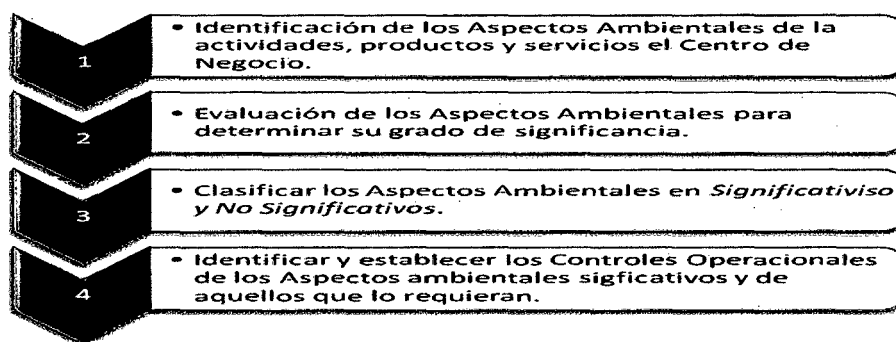 1
• Identificación de los Aspectos Ambientales de la
actividades, productos y servicios el Centro de
Negocio.
2
• Evaluación de los Aspectos Ambientales para
determinar su grado de significancia.
3
• Clasificar los Aspectos Ambientales en Significativiso
y No Significativos.
4
• Identificar y establecer los Controles Operacionales
de los Aspectos ambientales sigficativos y de
aquellos que lo requieran.